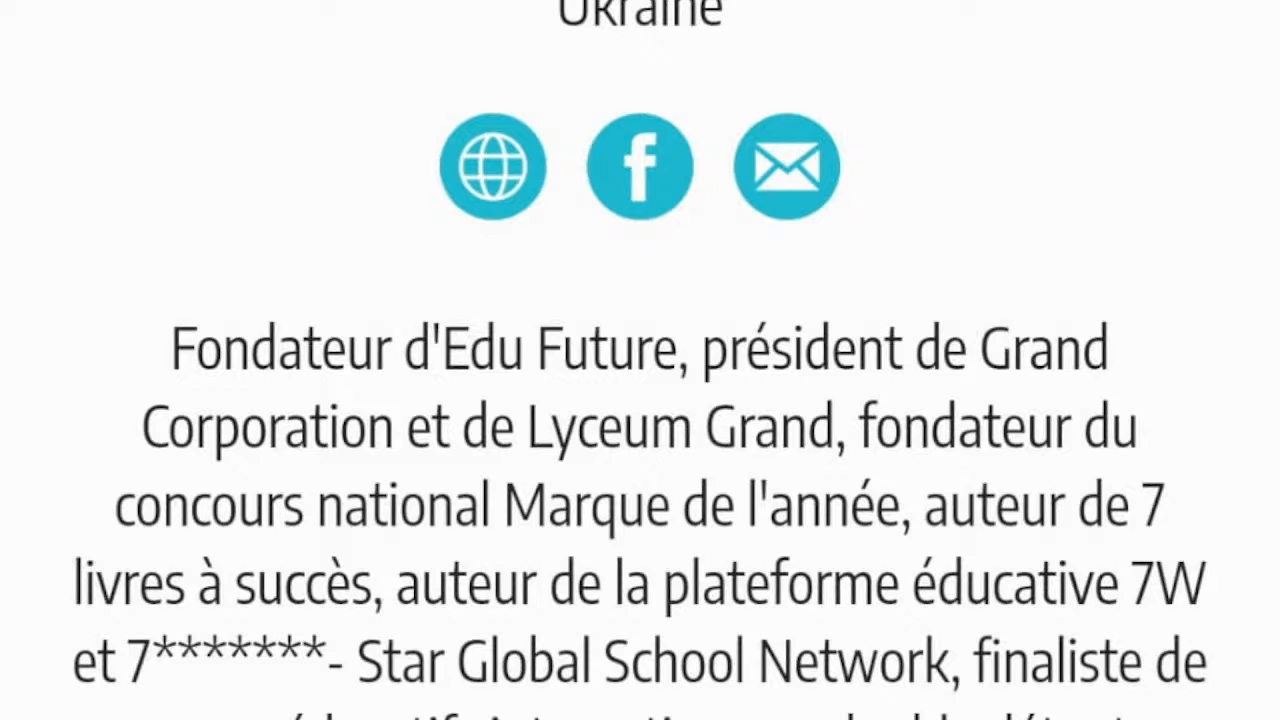 Ukraine
Fondateur d'Edu Future, président de Grand
Corporation et de Lyceum Grand, fondateur du
concours national Marque de l'année, auteur de 7
livres à succès, auteur de la plateforme éducative 7W
et 7*******- Star Global School Network, finaliste de